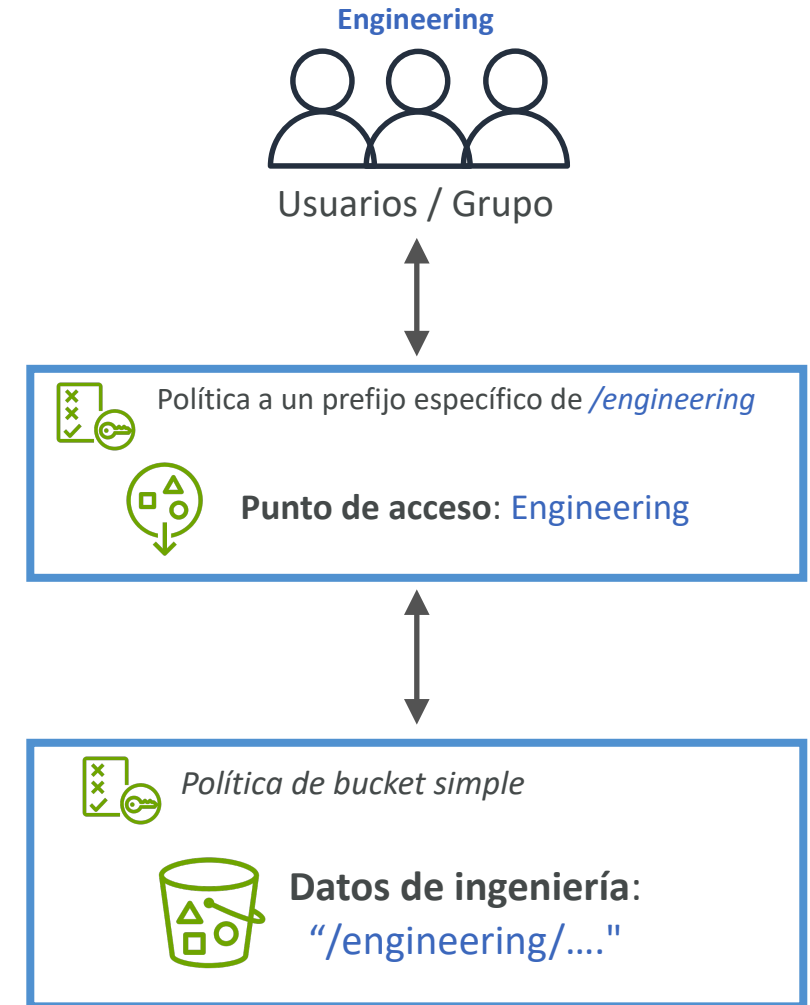 Engineering
Usuarios / Grupo
Política a un prefijo específico de /engineering
Punto de acceso: Engineering
Política de bucket simple
Datos de ingeniería:
“/engineering/…."